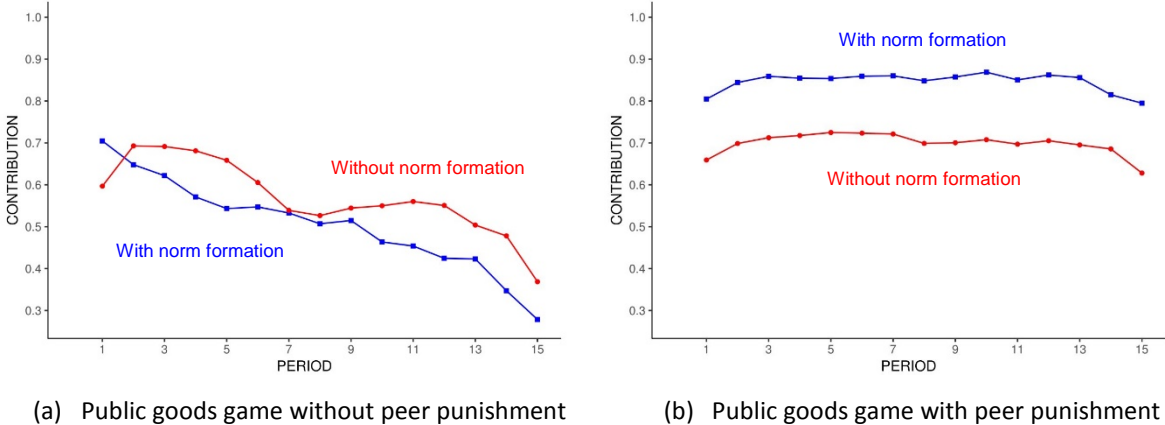 1.0
0.9
0.8
0.7
0.6
0.5
0.4
0.3
CONTRIBUTION
Without norm formation
With norm formation
1 3 5 7 9 11 13 15
PERIOD
(a) Public goods game without peer punishment
1.0
0.9
0.8
0.7
0.6
0.5
0.4
0.3
CONTRIBUTION
With norm formation
Without norm formation
1 3 5 7 9 11 13 15
PERIOD
(b) Public goods game with peer punishment